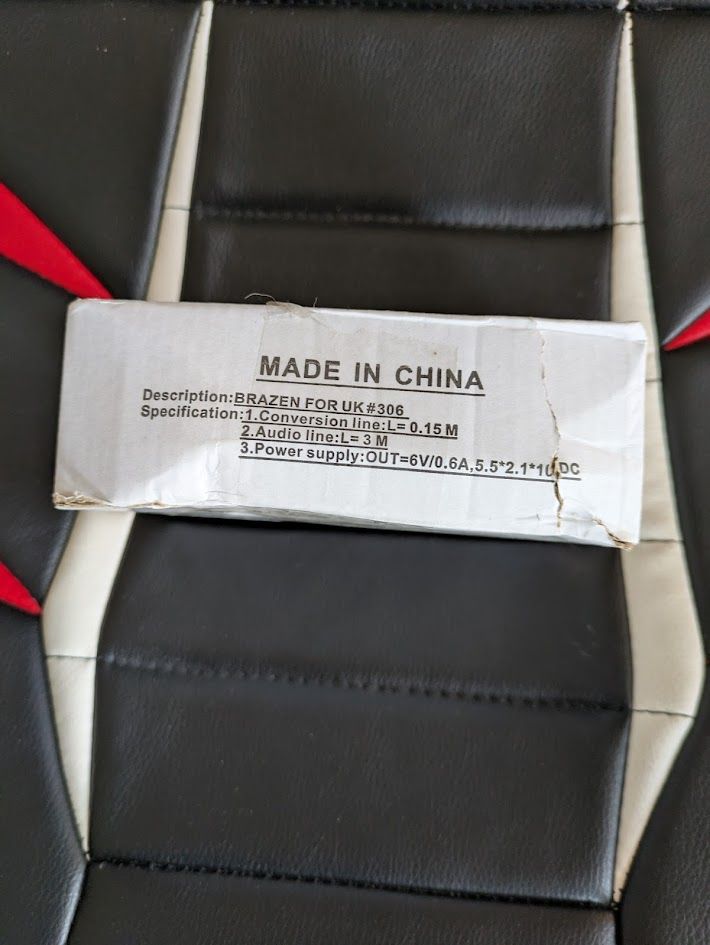 MADE IN CHINA
Description:BRAZEN FOR UK#306
Specification:1.Conversion line:L= 0.15 M
2.Audio line:L= 3 M
3.Power supply:OUT=6V/0.6A,5.5*2.1*10,DC